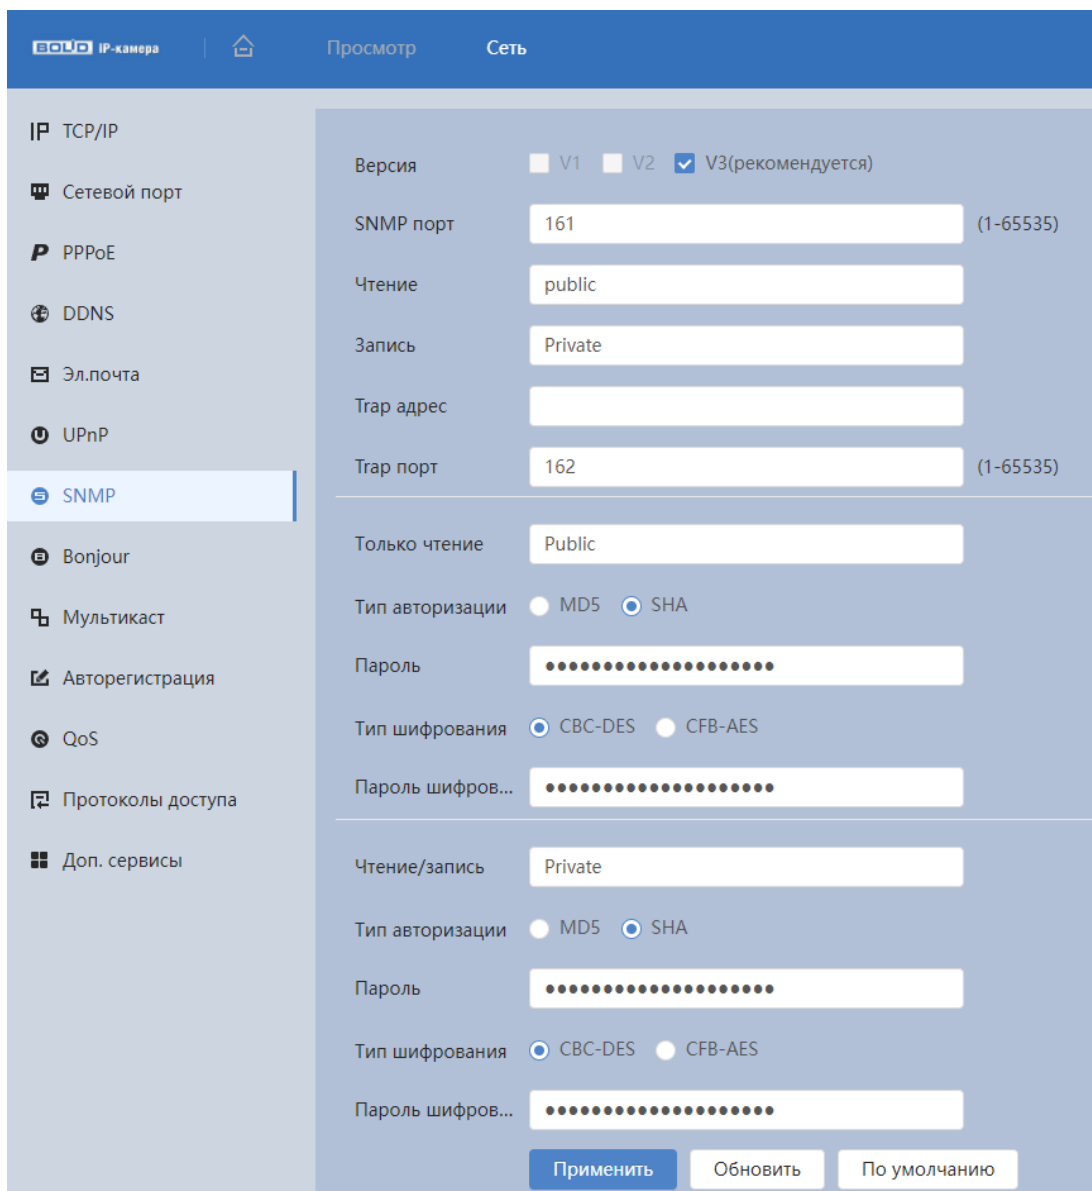 BOLID IP-камера Просмотр Сеть
TCP/IP
Сетевой порт
PPPoE
DDNS
Эл.почта
UPnP
SNMP
Bonjour
Мультикаст
Авторегистрация
QoS
Протоколы доступа
Доп. сервисы
Версия V1 V2 V3(рекомендуется)
SNMP порт 161 (1-65535)
Чтение public
Запись Private
Trap адрес
Trap порт 162 (1-65535)
Только чтение Public
Тип авторизации MD5 SHA
Пароль ••••••••••••••••••••
Тип шифрования CBC-DES CFB-AES
Пароль шифров... ••••••••••••••••••••
Чтение/запись Private
Тип авторизации MD5 SHA
Пароль ••••••••••••••••••••
Тип шифрования CBC-DES CFB-AES
Пароль шифров... ••••••••••••••••••••
Применить Обновить По умолчанию